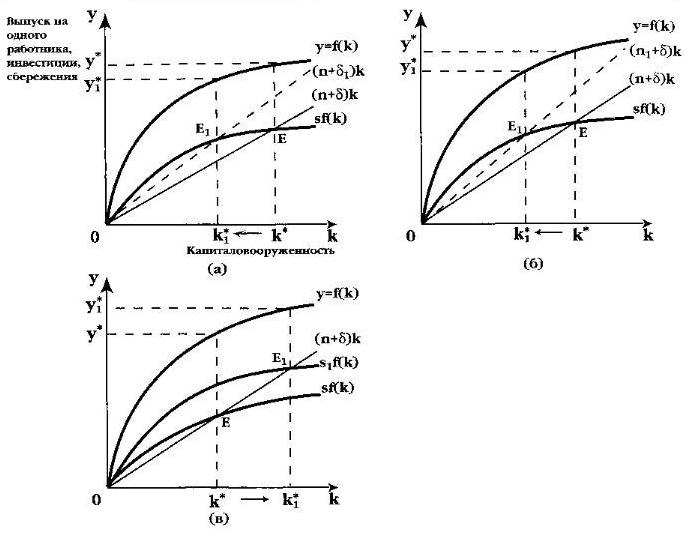 Выпуск на
одного
работника,
инвестиции,
сбережения
y
y=f(k)
y*
(n+δ₁)k
y₁*
(n+δ)k
E₁
sf(k)
E
0
k₁* ← k* k
Капиталовооруженность
(а)
y
y=f(k)
y*
(n₁+δ)k
y₁*
(n+δ)k
E₁
sf(k)
E
0
k₁* ← k* k
(б)
y
y=f(k)
y₁*
y*
(n+δ)k
E₁
s₁f(k)
sf(k)
E
0
k* → k₁* k
(в)